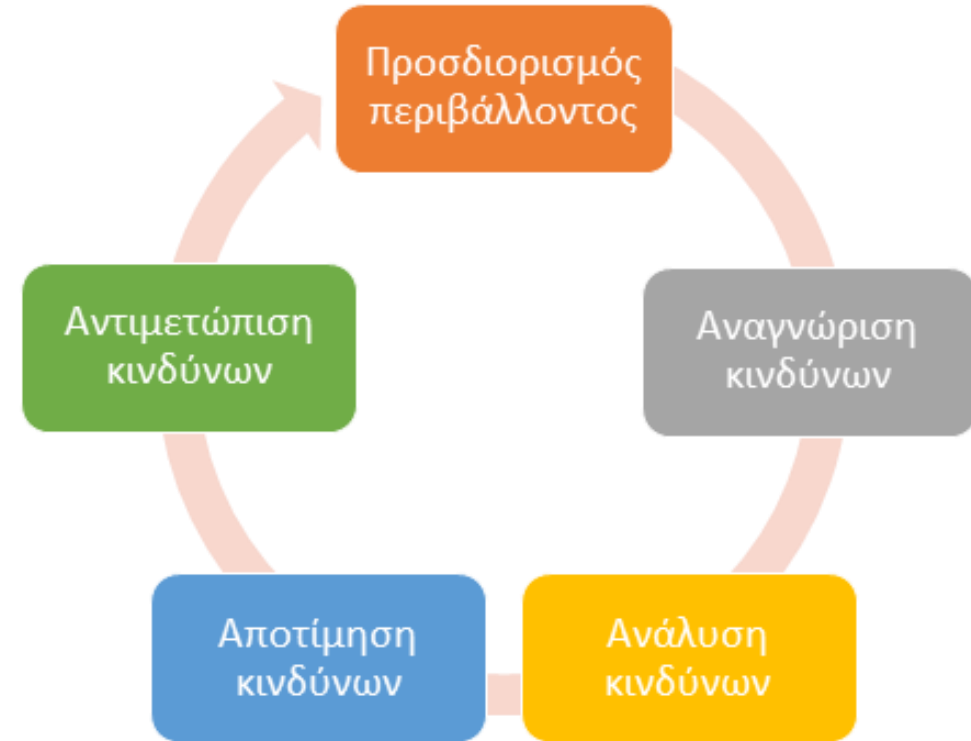 Προσδιορισμός
περιβάλλοντος
Αναγνώριση
κινδύνων
Ανάλυση
κινδύνων
Αποτίμηση
κινδύνων
Αντιμετώπιση
κινδύνων